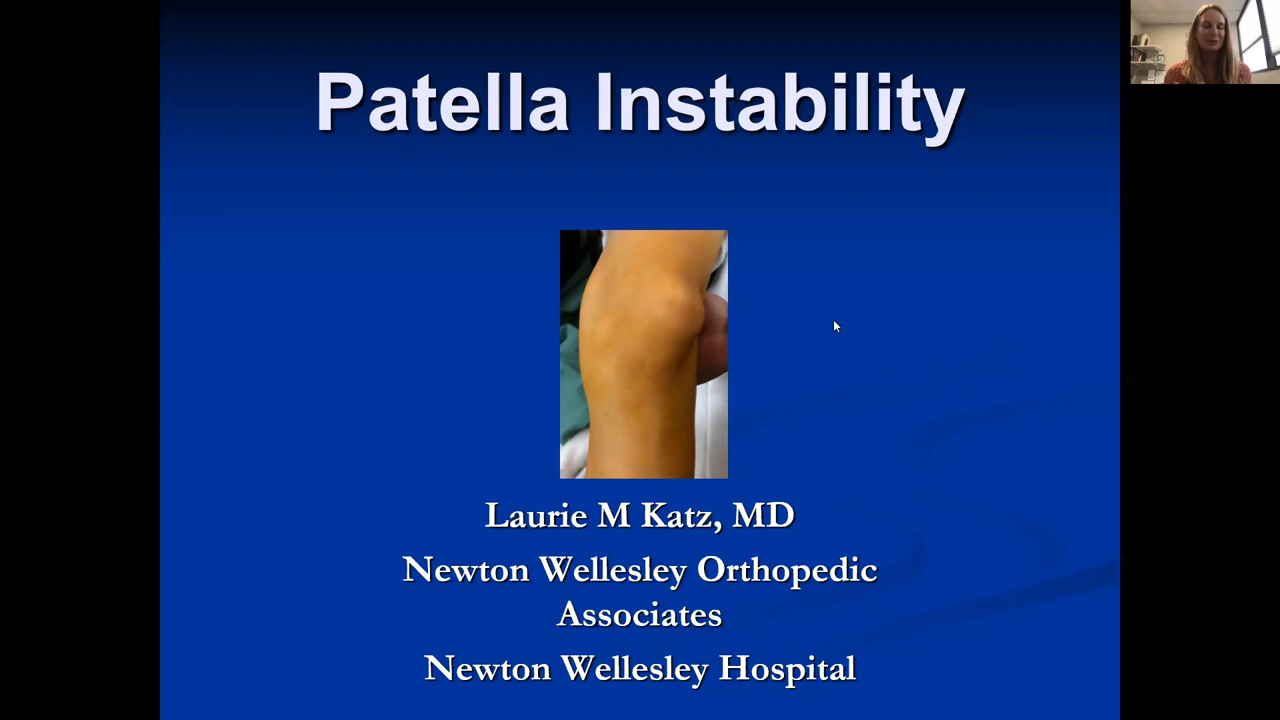 Patella Instability
Laurie M Katz, MD
Newton Wellesley Orthopedic
Associates
Newton Wellesley Hospital